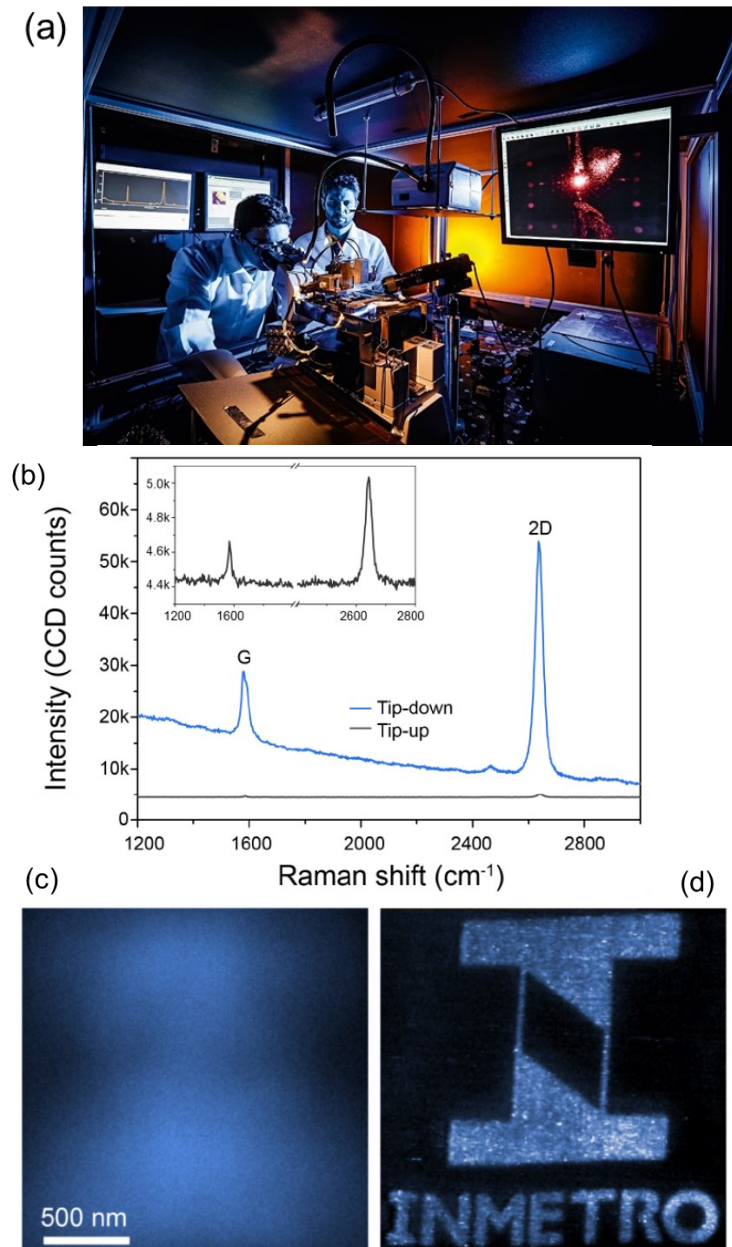 (a)
(b)
Intensity (CCD counts)
60k
50k
40k
30k
20k
10k
0
5.0k
4.8k
4.6k
4.4k
1200
1600
2600
2800
G
2D
Tip-down
Tip-up
1200
1600
2000
2400
2800
Raman shift (cm⁻¹)
(c)
(d)
500 nm
INMETRO